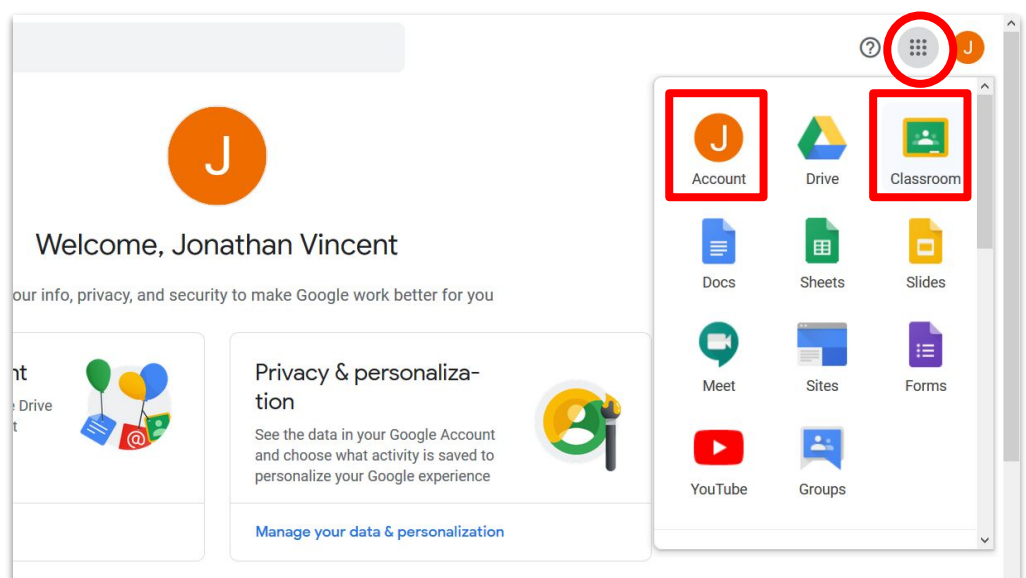 J
J
Welcome, Jonathan Vincent
our info, privacy, and security to make Google work better for you
nt
Drive
t
Privacy & personaliza-
tion
See the data in your Google Account
and choose what activity is saved to
personalize your Google experience
Manage your data & personalization
J
Account
Drive
Classroom
Docs
Sheets
Slides
Meet
Sites
Forms
YouTube
Groups